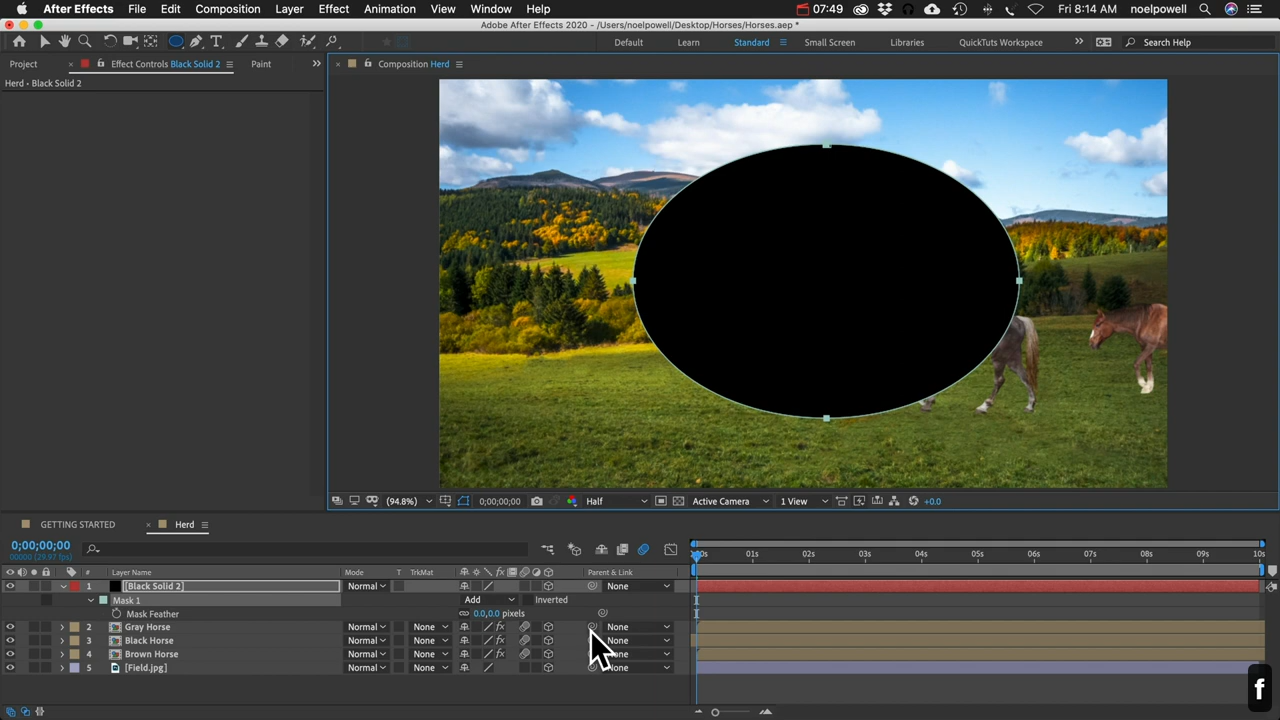 After Effects File Edit Composition Layer Effect Animation View Window Help 07:49 Fri 8:14 AM noelpowell
Adobe After Effects 2020 - /Users/noelpowell/Desktop/Horses/Horses.aep *
Default Learn Standard Small Screen Libraries QuickTuts Workspace Search Help
Project Effect Controls Black Solid 2 Paint Composition Herd
Herd • Black Solid 2
(94.8%) 0;00;00;00 Half Active Camera 1 View +0.0
GETTING STARTED Herd
0;00;00;00
00000 (29.97 fps)
01s 02s 03s 04s 05s 06s 07s 08s 09s 10s
# Layer Name Mode T TrkMat Parent & Link
1 [Black Solid 2] Normal None
Mask 1 Add Inverted
Mask Feather 0.0,0.0 pixels
2 Gray Horse Normal None None
3 Black Horse Normal None None
4 Brown Horse Normal None None
5 [Field.jpg] Normal None None
f